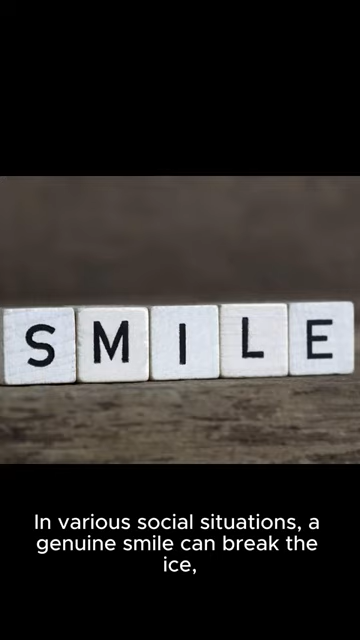 SMILE
In various social situations, a
genuine smile can break the
ice,